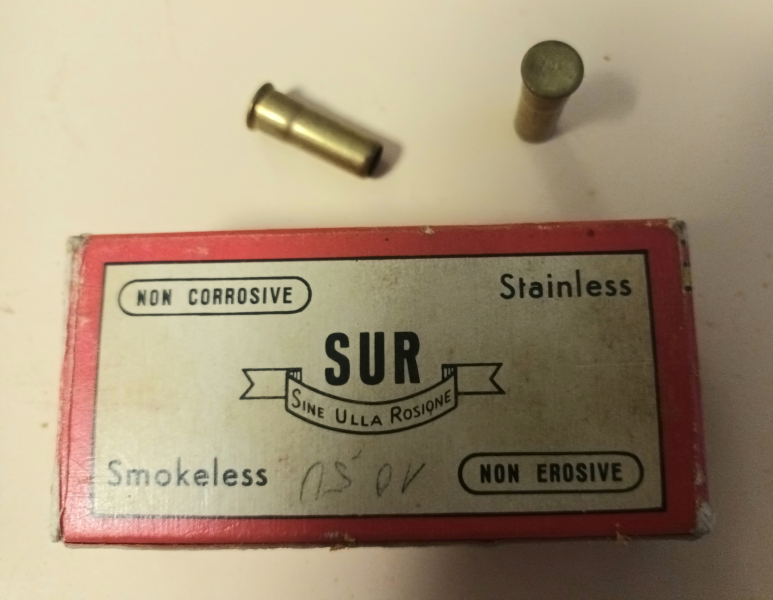 NON CORROSIVE
Stainless
SUR
SINE ULLA ROSIONE
Smokeless
NON EROSIVE